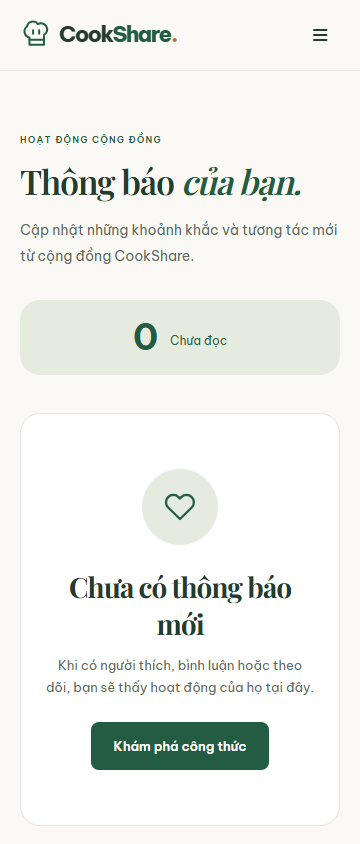 CookShare.
HOẠT ĐỘNG CỘNG ĐỒNG
Thông báo của bạn.
Cập nhật những khoảnh khắc và tương tác mới
từ cộng đồng CookShare.
0 Chưa đọc
Chưa có thông báo
mới
Khi có người thích, bình luận hoặc theo
dõi, bạn sẽ thấy hoạt động của họ tại đây.
Khám phá công thức